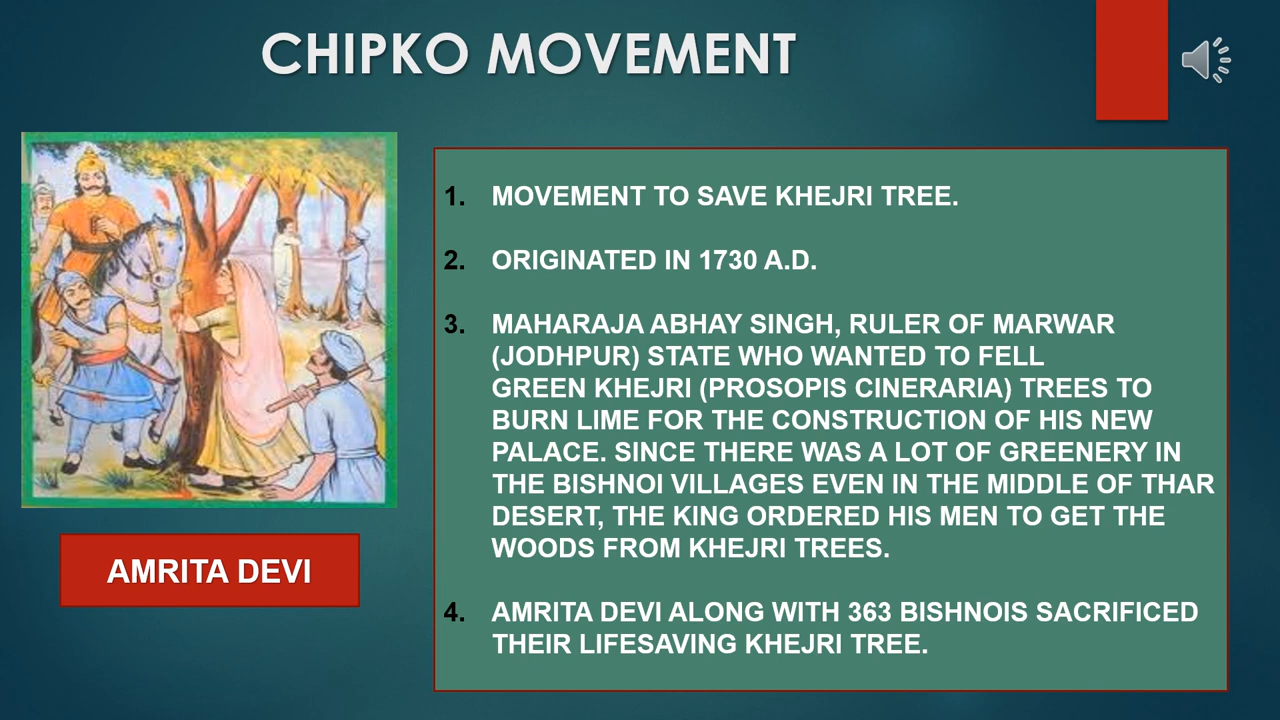 CHIPKO MOVEMENT
1. MOVEMENT TO SAVE KHEJRI TREE.
2. ORIGINATED IN 1730 A.D.
3. MAHARAJA ABHAY SINGH, RULER OF MARWAR
(JODHPUR) STATE WHO WANTED TO FELL
GREEN KHEJRI (PROSOPIS CINERARIA) TREES TO
BURN LIME FOR THE CONSTRUCTION OF HIS NEW
PALACE. SINCE THERE WAS A LOT OF GREENERY IN
THE BISHNOI VILLAGES EVEN IN THE MIDDLE OF THAR
DESERT, THE KING ORDERED HIS MEN TO GET THE
WOODS FROM KHEJRI TREES.
4. AMRITA DEVI ALONG WITH 363 BISHNOIS SACRIFICED
THEIR LIFESAVING KHEJRI TREE.
AMRITA DEVI